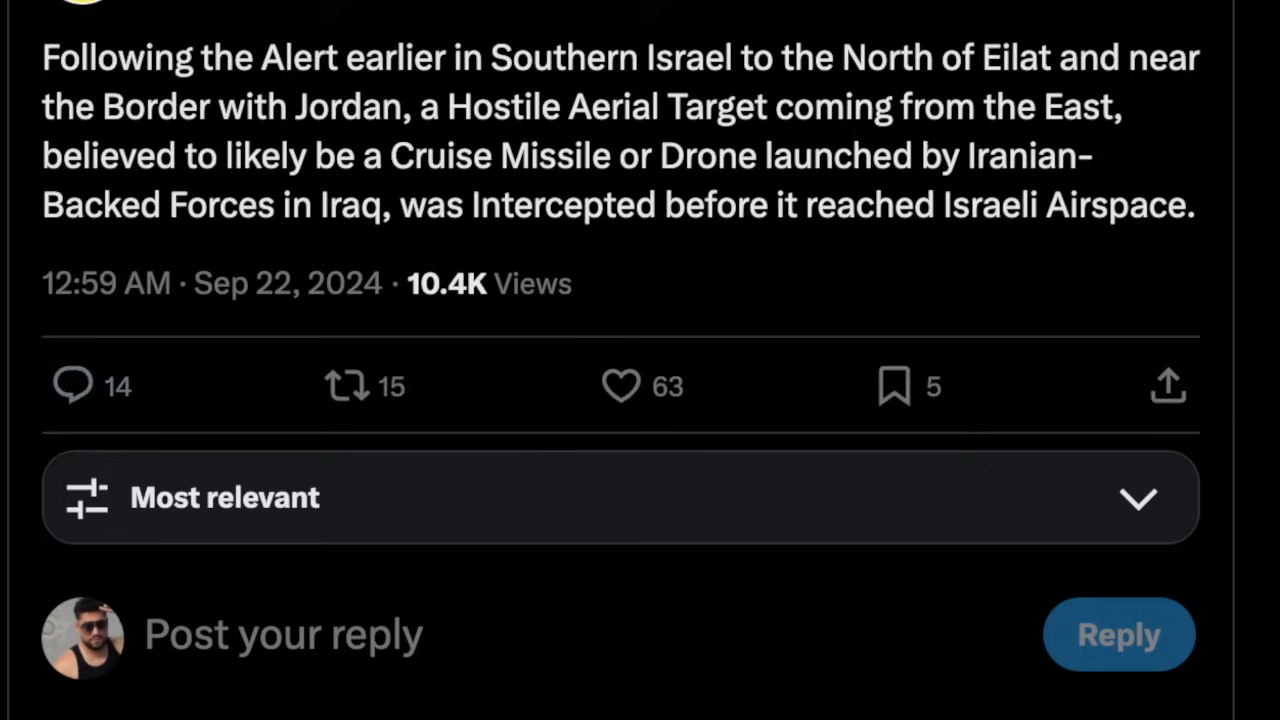 Following the Alert earlier in Southern Israel to the North of Eilat and near
the Border with Jordan, a Hostile Aerial Target coming from the East,
believed to likely be a Cruise Missile or Drone launched by Iranian-
Backed Forces in Iraq, was Intercepted before it reached Israeli Airspace.
12:59 AM · Sep 22, 2024 · 10.4K Views
14 15 63 5
Most relevant
Post your reply Reply